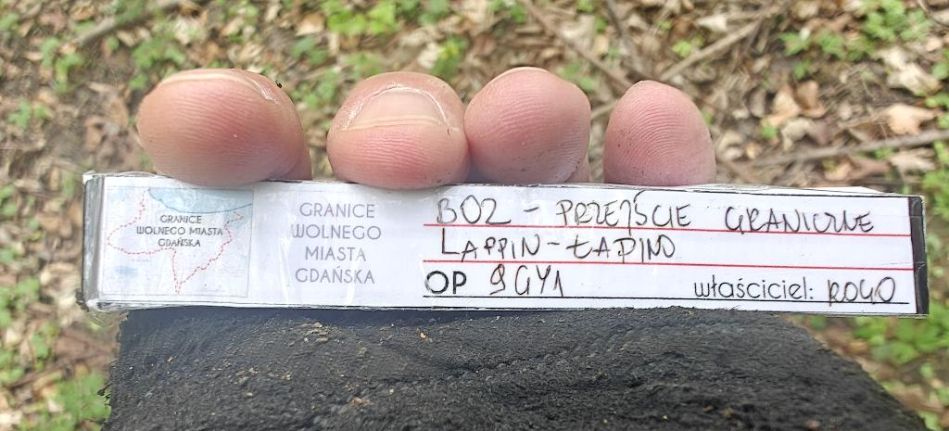 GRANICE
WOLNEGO MIASTA
GDAŃSKA
GRANICE
WOLNEGO
MIASTA
GDAŃSKA
B02 - PRZEJŚCIE GRANICZNE
LAPPIN-ŁAPINO
OP 9GY1
właściciel: ROGO